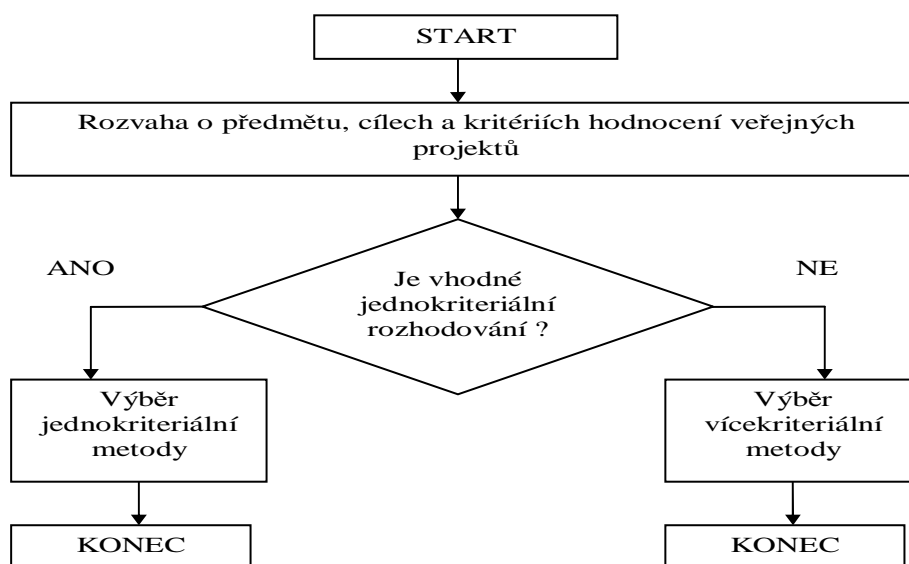 START
Rozvaha o předmětu, cílech a kritériích hodnocení veřejných
projektů
ANO
NE
Je vhodné
jednokriteriální
rozhodování ?
Výběr
jednokriteriální
metody
Výběr
vícekriteriální
metody
KONEC
KONEC